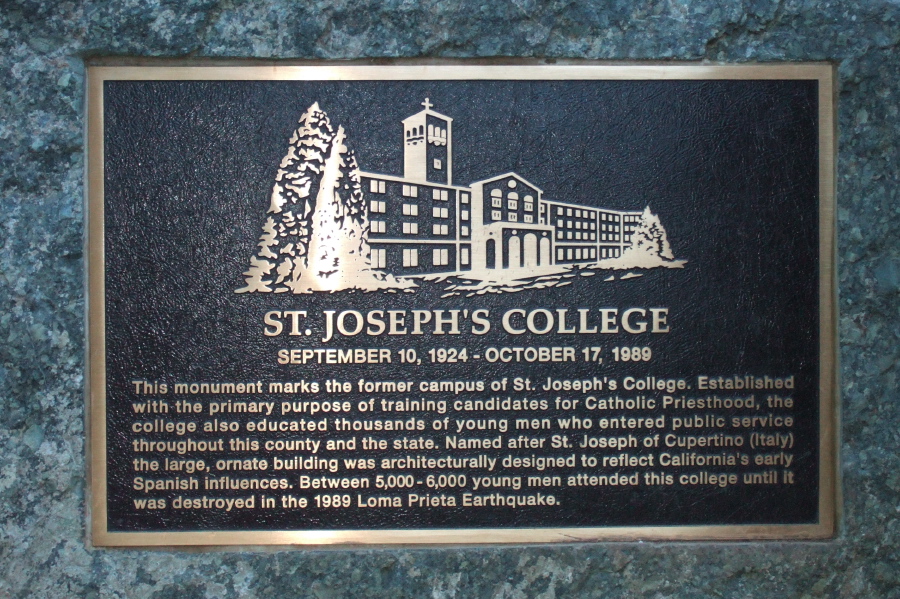 ST. JOSEPH'S COLLEGE
SEPTEMBER 10, 1924 - OCTOBER 17, 1989
This monument marks the former campus of St. Joseph's College. Established
with the primary purpose of training candidates for Catholic Priesthood, the
college also educated thousands of young men who entered public service
throughout this county and the state. Named after St. Joseph of Cupertino (Italy)
the large, ornate building was architecturally designed to reflect California's early
Spanish influences. Between 5,000 - 6,000 young men attended this college until it
was destroyed in the 1989 Loma Prieta Earthquake.